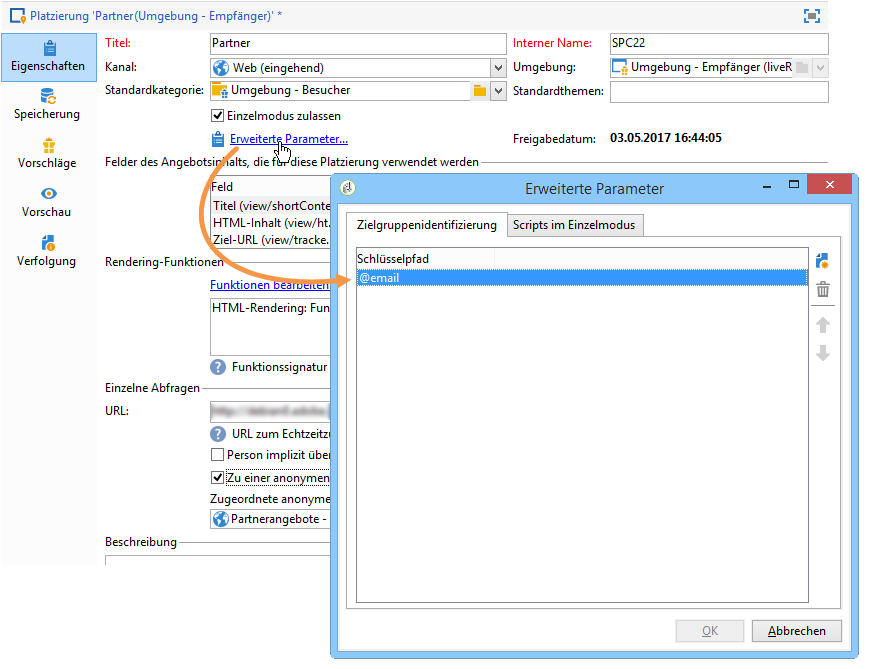 Platzierung 'Partner(Umgebung - Empfänger)' *
Eigenschaften
Speicherung
Vorschläge
Vorschau
Verfolgung
Titel: Partner Interner Name: SPC22
Kanal: Web (eingehend) Umgebung: Umgebung - Empfänger (liveR
Standardkategorie: Umgebung - Besucher Standardthemen:
Einzelmodus zulassen
Erweiterte Parameter... Freigabedatum: 03.05.2017 16:44:05
Felder des Angebotsinhalts, die für diese Platzierung verwendet werden
Feld
Titel (view/shortConte
HTML-Inhalt (view/ht.
Ziel-URL (view/tracke.
Rendering-Funktionen
Funktionen bearbeiten
HTML-Rendering: Fun
Funktionssignatur
Einzelne Abfragen
URL:
URL zum Echtzeitzu
Person implizit über
Zu einer anonymen
Zugeordnete anonyme
Partnerangebote -
Beschreibung
Erweiterte Parameter
Zielgruppenidentifizierung Scripts im Einzelmodus
Schlüsselpfad
@email
OK Abbrechen